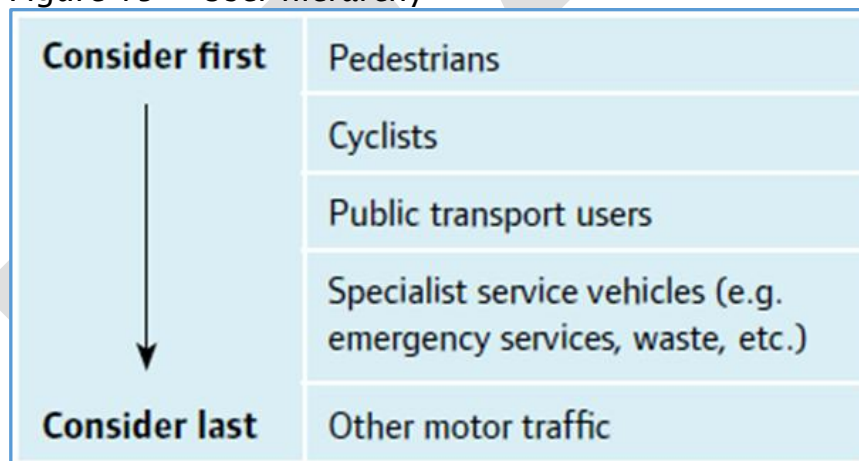 Consider first
Pedestrians
Cyclists
Public transport users
Specialist service vehicles (e.g.
emergency services, waste, etc.)
Consider last
Other motor traffic